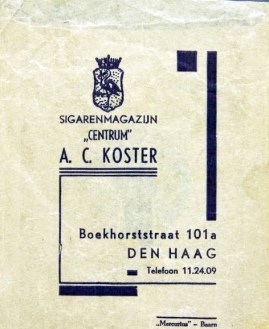 SIGARENMAGAZIJN
„CENTRUM"
A. C. KOSTER
Boekhorststraat 101a
DEN HAAG
Telefoon 11.24.09
„Mercurius" – Baarn